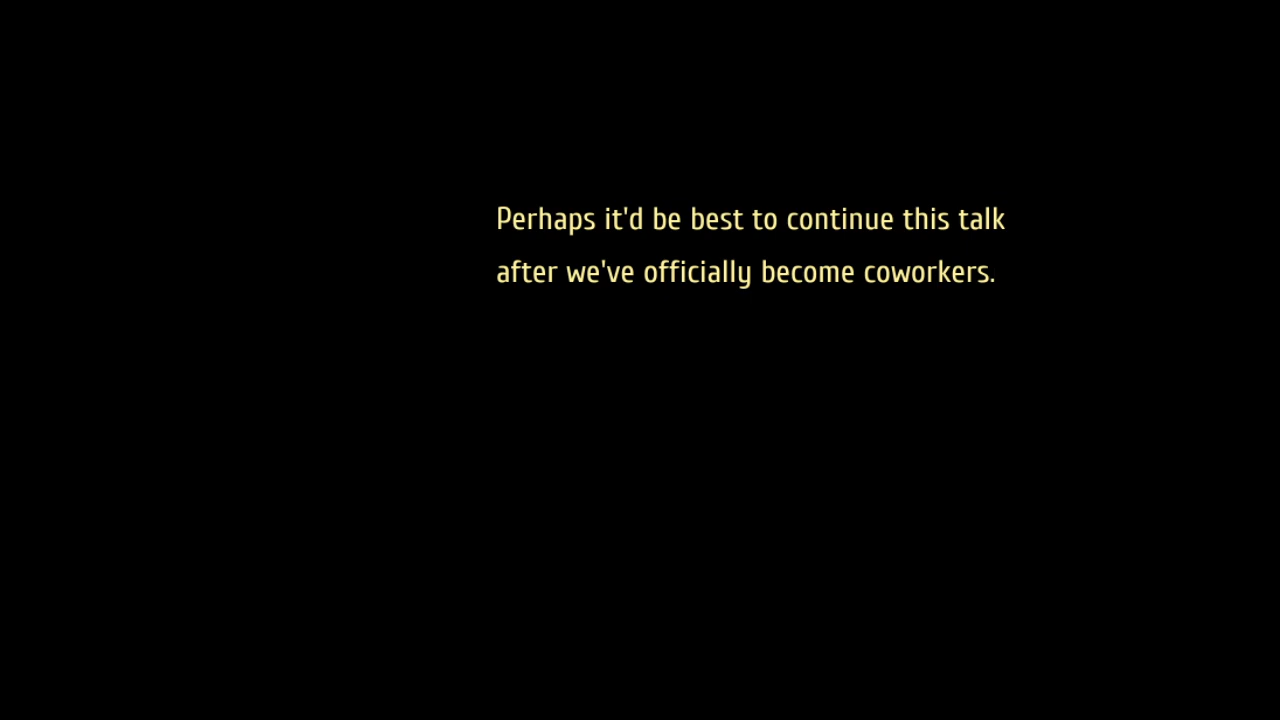 Perhaps it'd be best to continue this talk
after we've officially become coworkers.